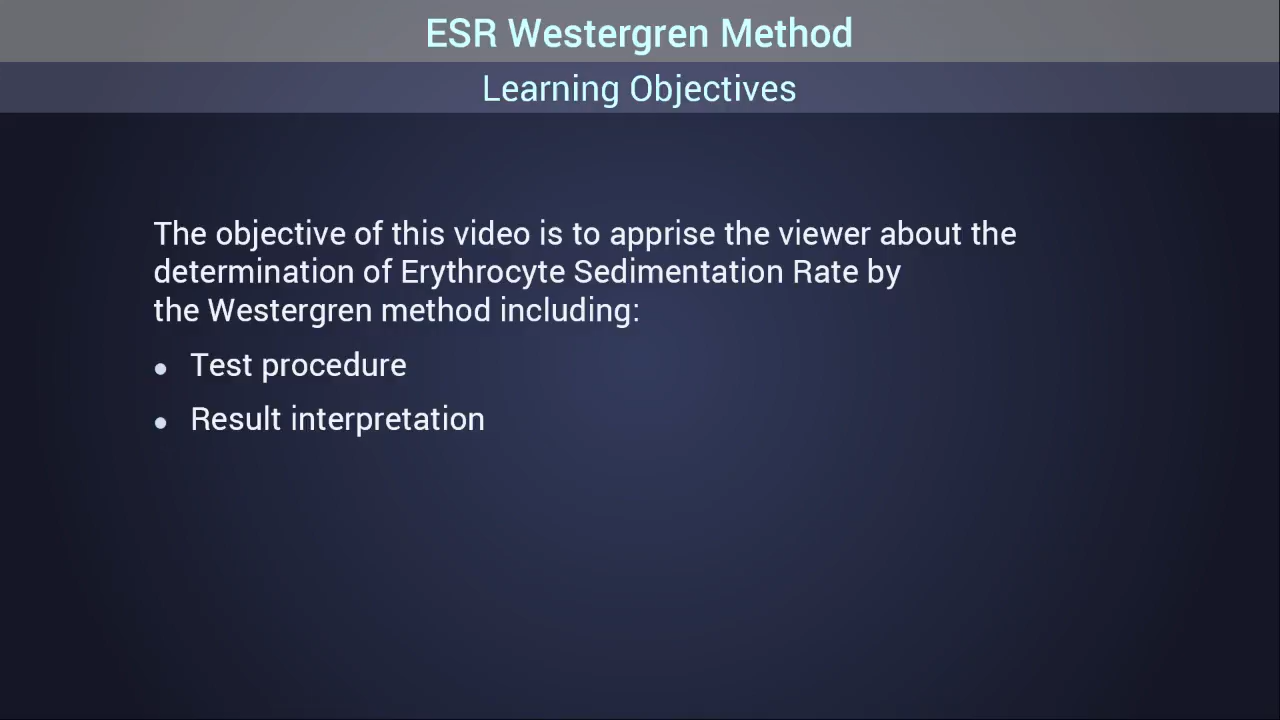 ESR Westergren Method
Learning Objectives
The objective of this video is to apprise the viewer about the
determination of Erythrocyte Sedimentation Rate by
the Westergren method including:
● Test procedure
● Result interpretation